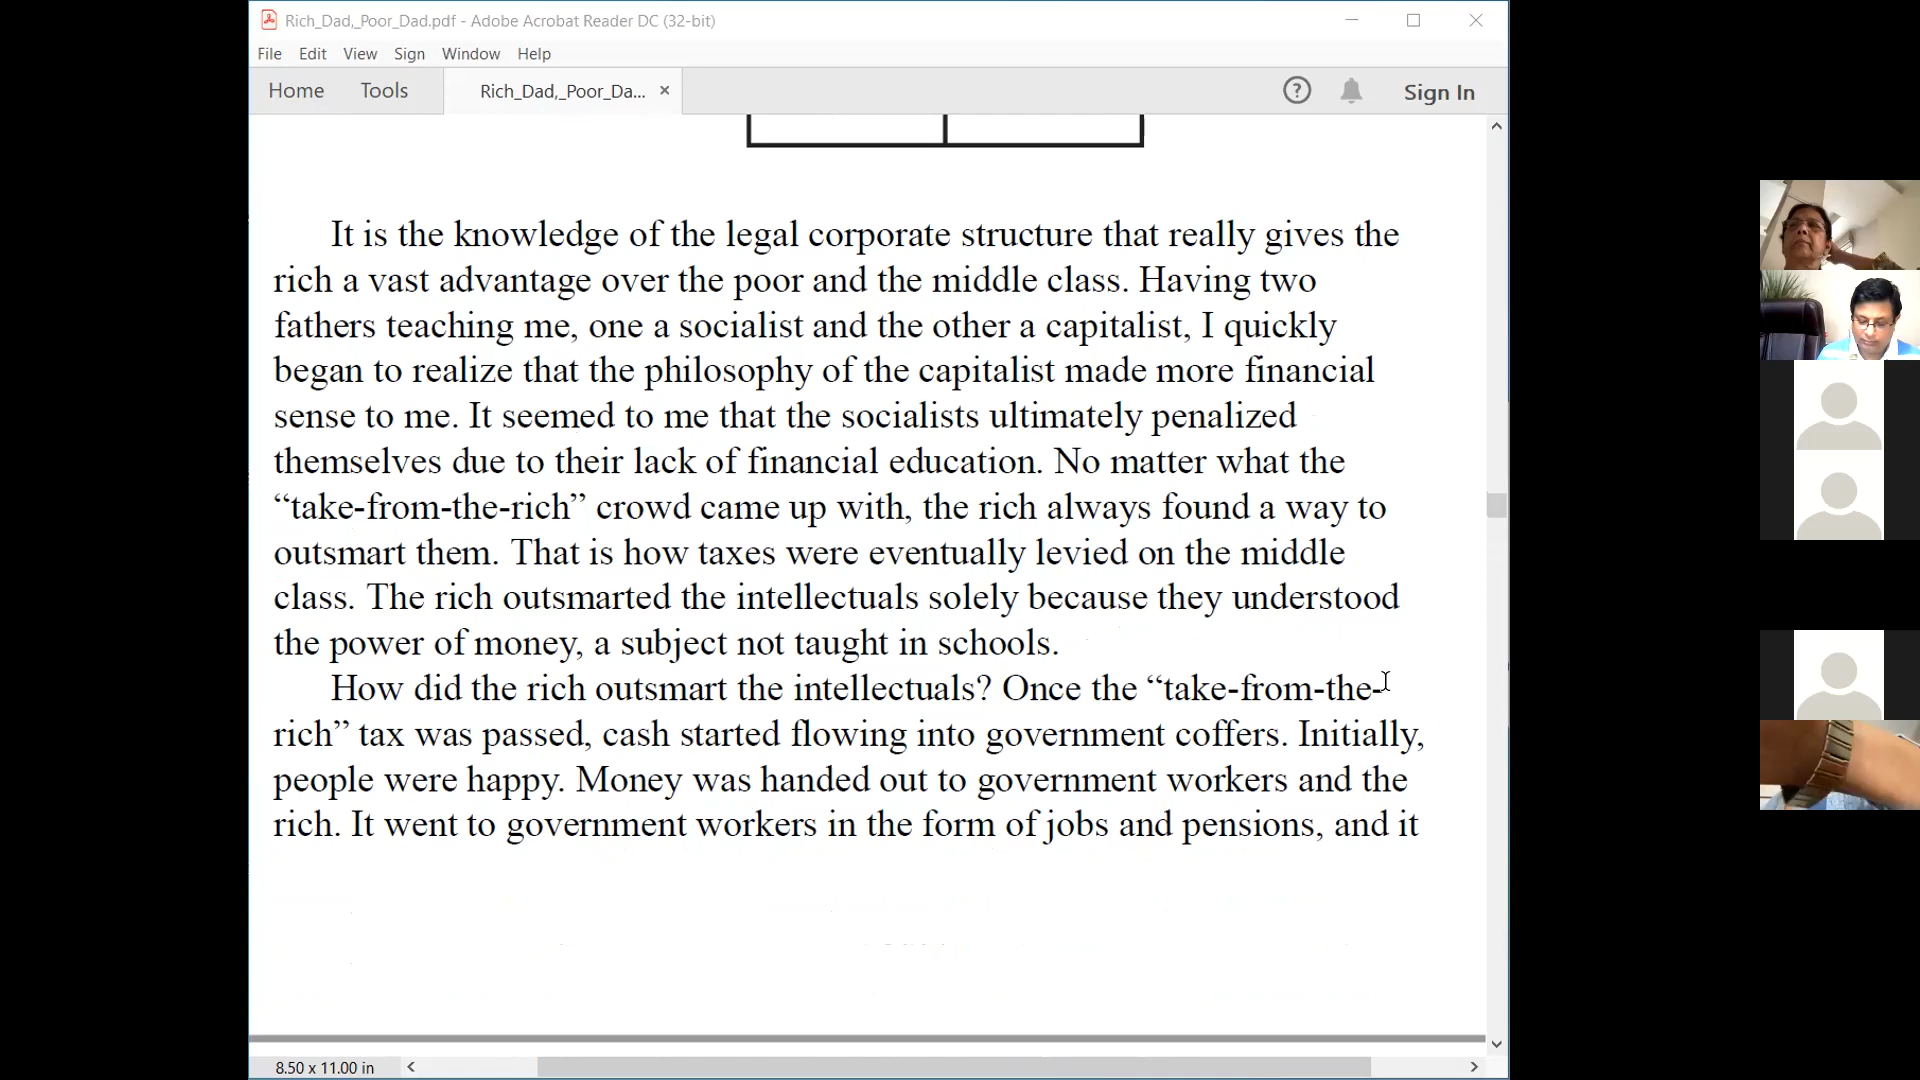 Rich_Dad,_Poor_Dad.pdf - Adobe Acrobat Reader DC (32-bit)
File Edit View Sign Window Help
Home Tools Rich_Dad,_Poor_Da... × Sign In
It is the knowledge of the legal corporate structure that really gives the
rich a vast advantage over the poor and the middle class. Having two
fathers teaching me, one a socialist and the other a capitalist, I quickly
began to realize that the philosophy of the capitalist made more financial
sense to me. It seemed to me that the socialists ultimately penalized
themselves due to their lack of financial education. No matter what the
“take-from-the-rich” crowd came up with, the rich always found a way to
outsmart them. That is how taxes were eventually levied on the middle
class. The rich outsmarted the intellectuals solely because they understood
the power of money, a subject not taught in schools.
How did the rich outsmart the intellectuals? Once the “take-from-the-
rich” tax was passed, cash started flowing into government coffers. Initially,
people were happy. Money was handed out to government workers and the
rich. It went to government workers in the form of jobs and pensions, and it
8.50 x 11.00 in